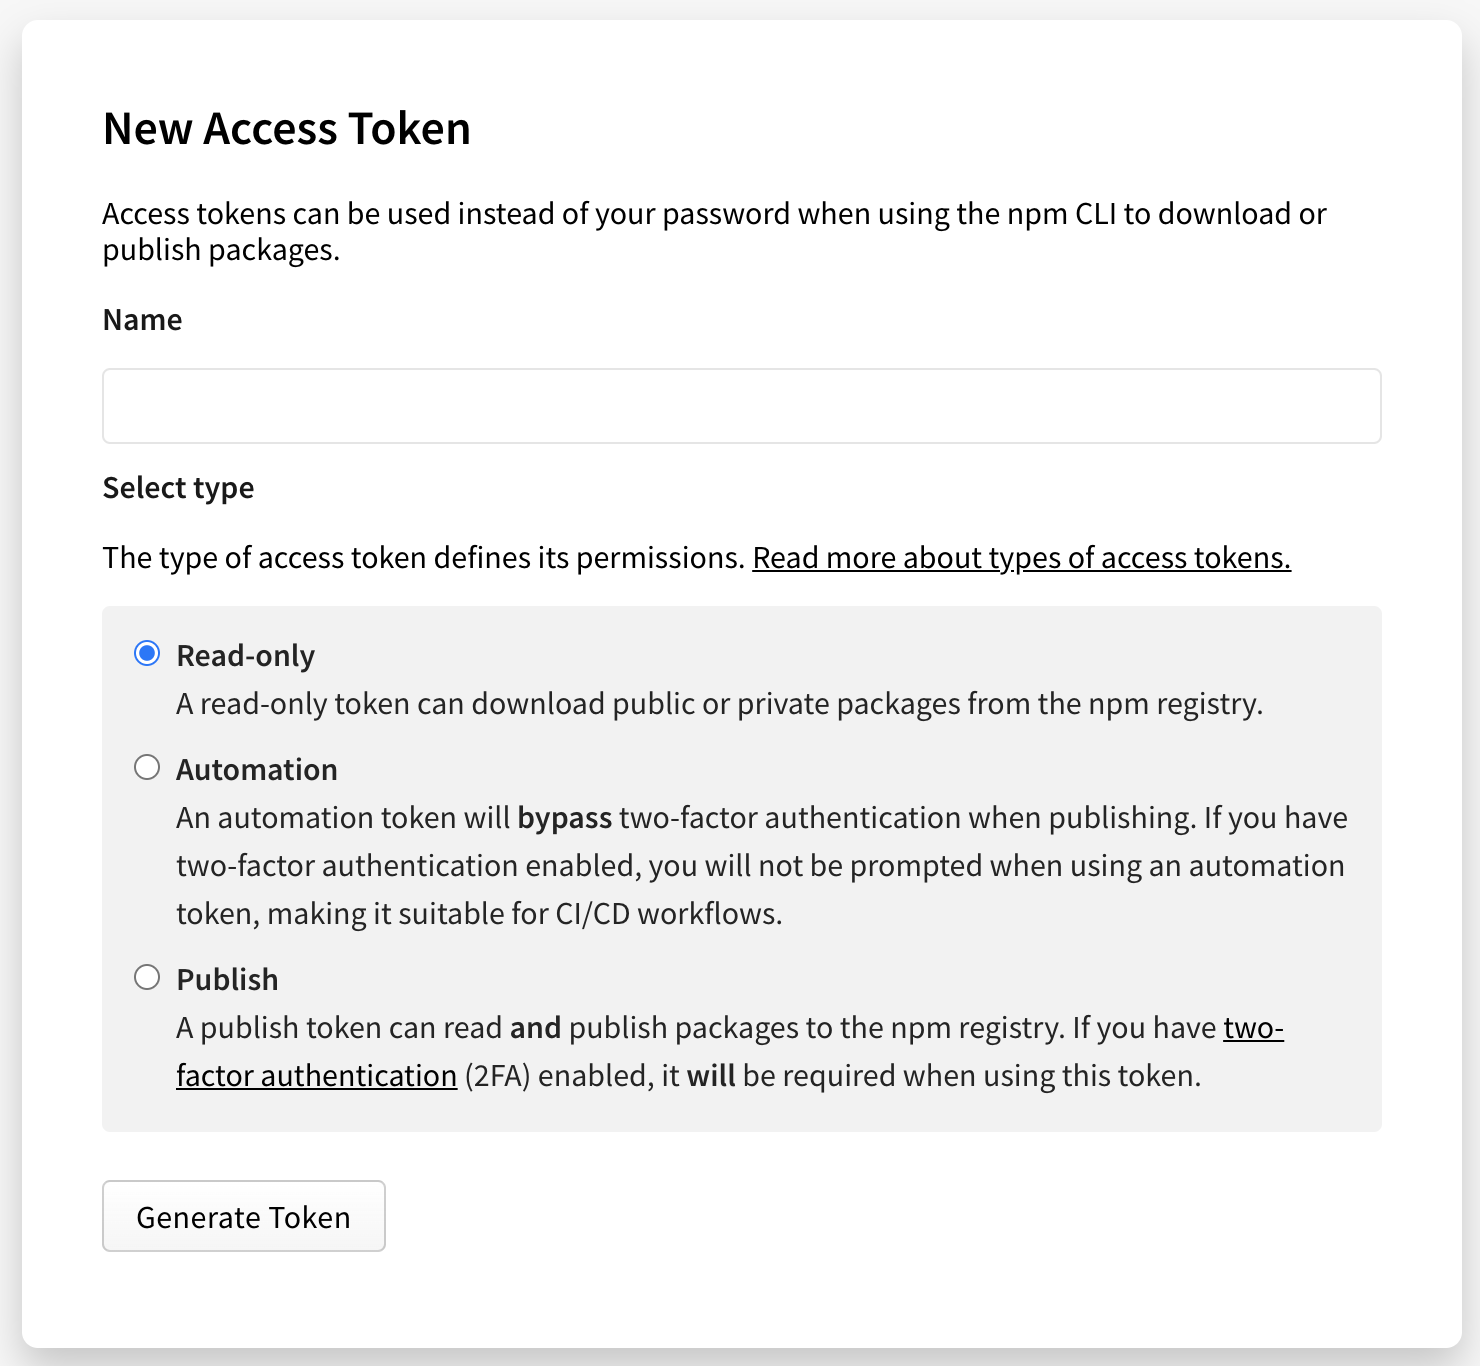 New Access Token
Access tokens can be used instead of your password when using the npm CLI to download or
publish packages.
Name
Select type
The type of access token defines its permissions. Read more about types of access tokens.
Read-only
A read-only token can download public or private packages from the npm registry.
Automation
An automation token will bypass two-factor authentication when publishing. If you have
two-factor authentication enabled, you will not be prompted when using an automation
token, making it suitable for CI/CD workflows.
Publish
A publish token can read and publish packages to the npm registry. If you have two-
factor authentication (2FA) enabled, it will be required when using this token.
Generate Token